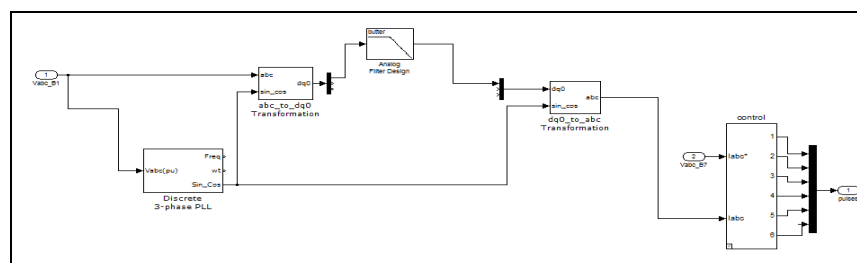 butter
Analog
Filter Design
1
Vabc_B1
abc
sin_cos
dq0
abc_to_dq0
Transformation
dq0
sin_cos
abc
dq0_to_abc
Transformation
Vabc(pu)
Freq
wt
Sin_Cos
Discrete
3-phase PLL
control
2
Vabc_B7
Iabc*
Iabc
1
2
3
4
5
6
1
pulses